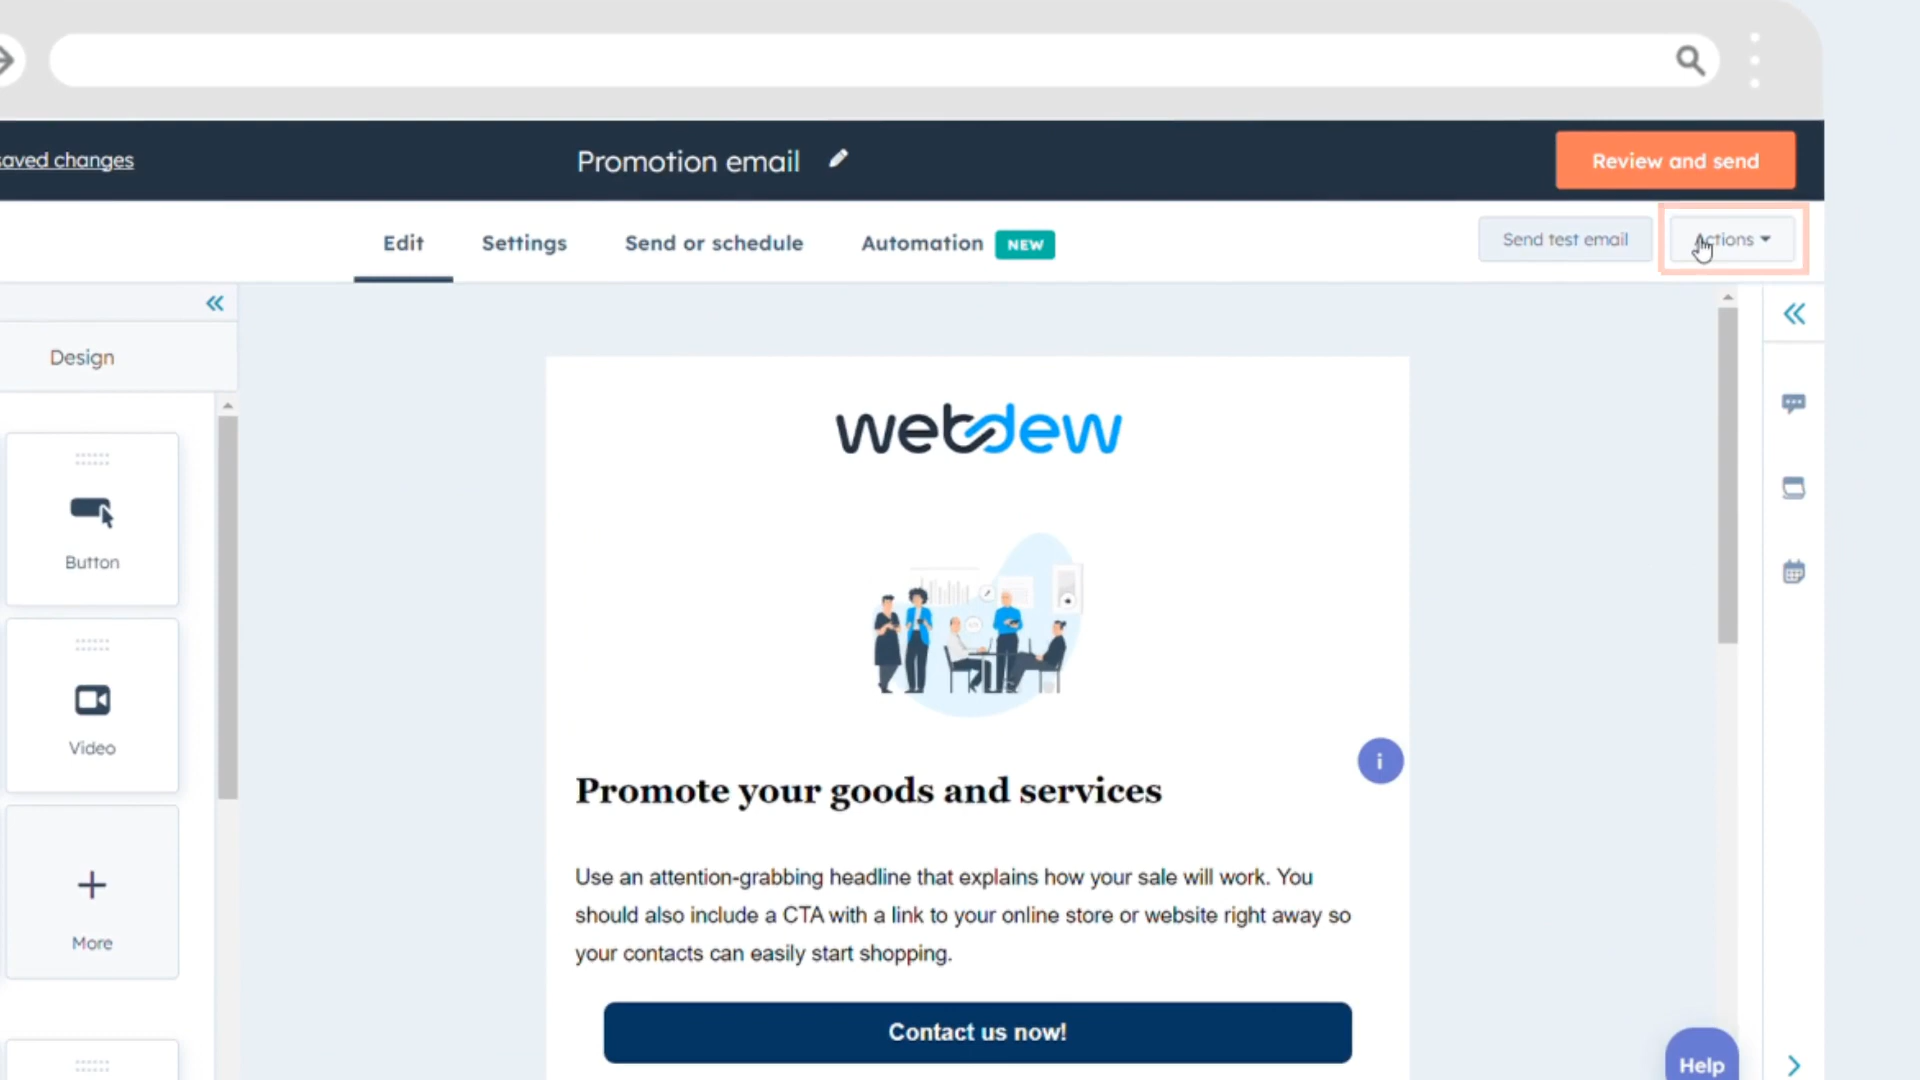 saved changes
Promotion email
Review and send
Edit
Settings
Send or schedule
Automation
NEW
Send test email
Actions
Design
Button
Video
More
webdew
i
Promote your goods and services
Use an attention-grabbing headline that explains how your sale will work. You
should also include a CTA with a link to your online store or website right away so
your contacts can easily start shopping.
Contact us now!
Help